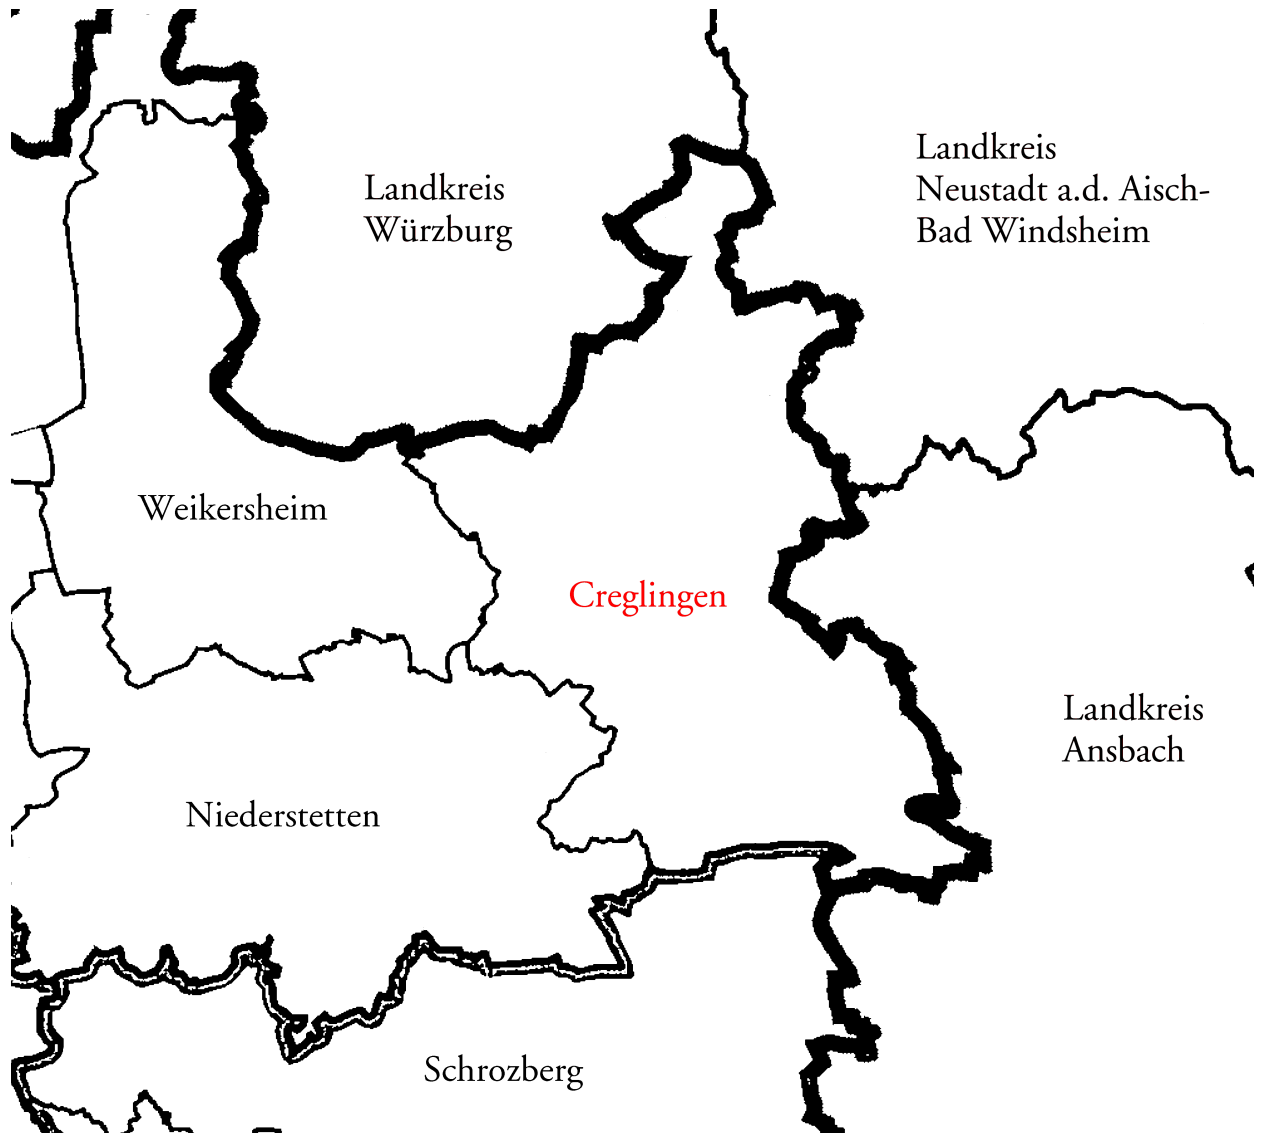 Landkreis
Neustadt a.d. Aisch-
Bad Windsheim
Landkreis
Würzburg
Weikersheim
Creglingen
Landkreis
Ansbach
Niederstetten
Schrozberg